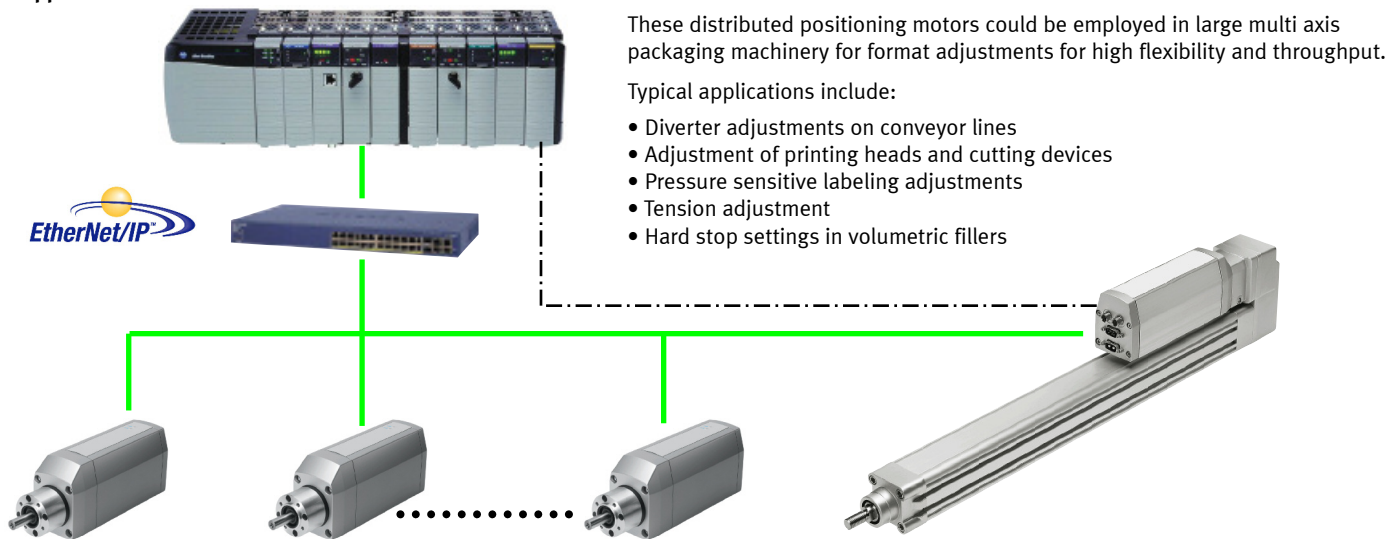 These distributed positioning motors could be employed in large multi axis
packaging machinery for format adjustments for high flexibility and throughput.
Typical applications include:
• Diverter adjustments on conveyor lines
• Adjustment of printing heads and cutting devices
• Pressure sensitive labeling adjustments
• Tension adjustment
• Hard stop settings in volumetric fillers
EtherNet/IP™